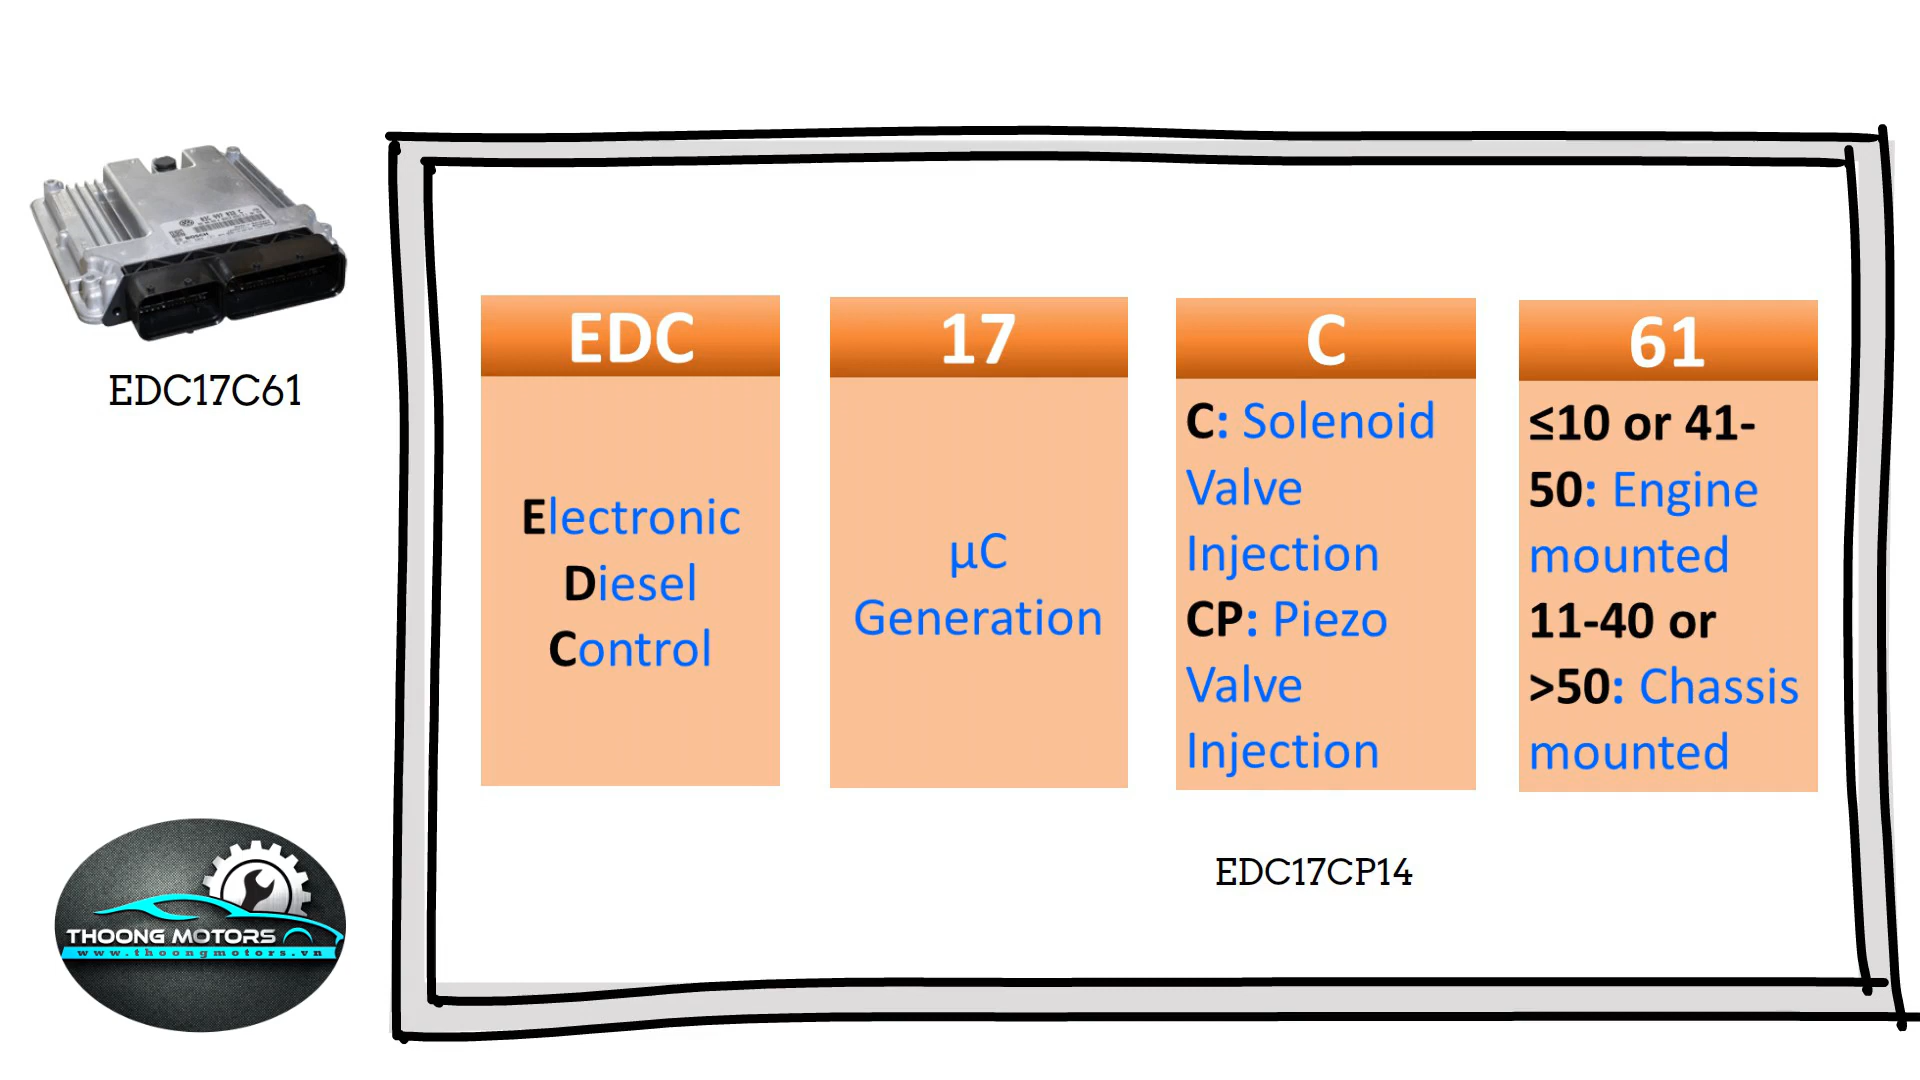 EDC17C61
EDC
Electronic
Diesel
Control
17
µC
Generation
C
C: Solenoid
Valve
Injection
CP: Piezo
Valve
Injection
61
≤10 or 41-
50: Engine
mounted
11-40 or
>50: Chassis
mounted
EDC17CP14
THOONG MOTORS
www.thoongmotors.vn